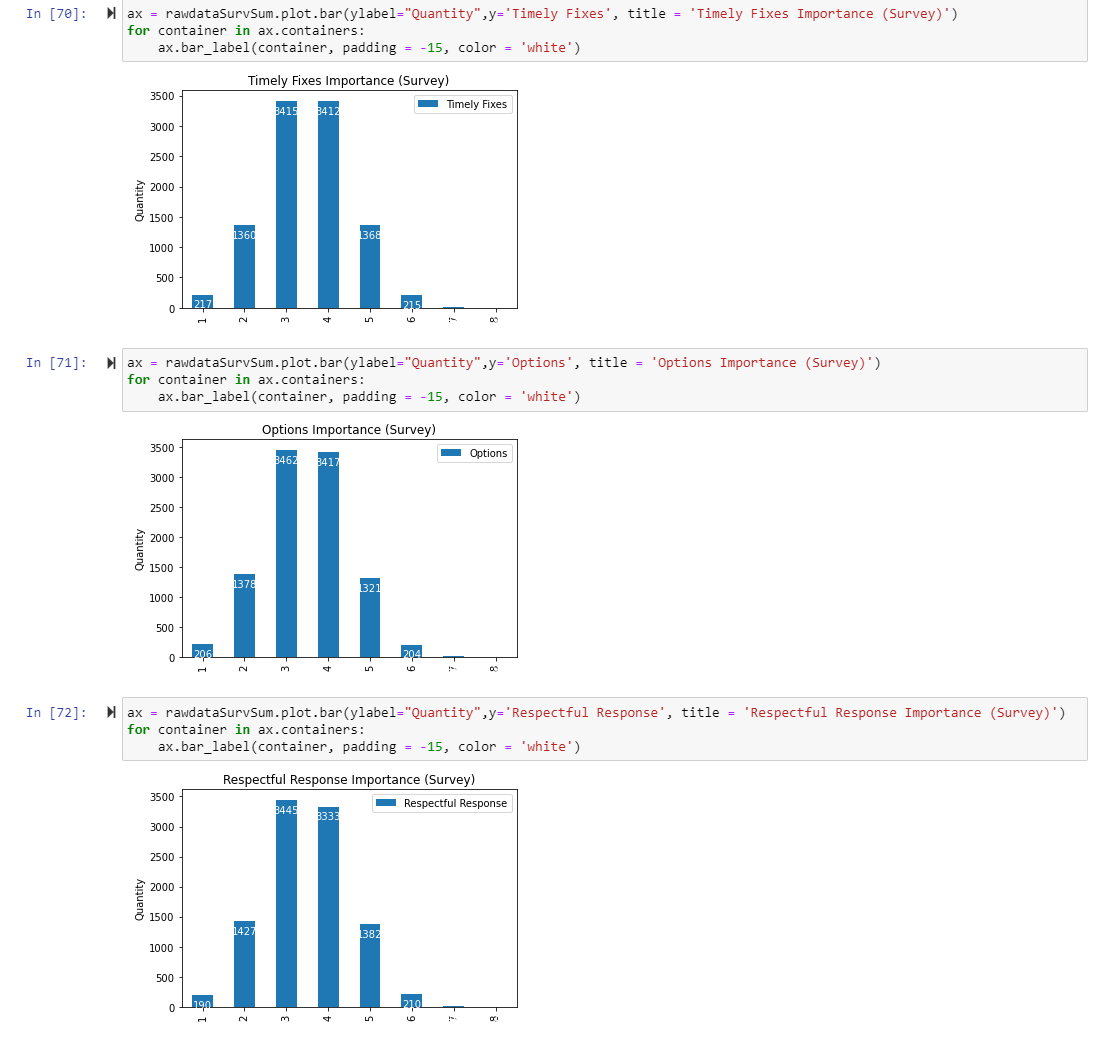 In [70]:
ax = rawdataSurvSum.plot.bar(ylabel="Quantity",y='Timely Fixes', title = 'Timely Fixes Importance (Survey)')
for container in ax.containers:
    ax.bar_label(container, padding = -15, color = 'white')
Timely Fixes Importance (Survey)
Timely Fixes
Quantity
3500
3000
2500
2000
1500
1000
500
0
217
1360
3415
3412
1368
215
1 2 3 4 5 6 7 8
In [71]:
ax = rawdataSurvSum.plot.bar(ylabel="Quantity",y='Options', title = 'Options Importance (Survey)')
for container in ax.containers:
    ax.bar_label(container, padding = -15, color = 'white')
Options Importance (Survey)
Options
Quantity
3500
3000
2500
2000
1500
1000
500
0
206
1378
3462
3417
1321
204
1 2 3 4 5 6 7 8
In [72]:
ax = rawdataSurvSum.plot.bar(ylabel="Quantity",y='Respectful Response', title = 'Respectful Response Importance (Survey)')
for container in ax.containers:
    ax.bar_label(container, padding = -15, color = 'white')
Respectful Response Importance (Survey)
Respectful Response
Quantity
3500
3000
2500
2000
1500
1000
500
0
190
1427
3445
3333
1382
210
1 2 3 4 5 6 7 8